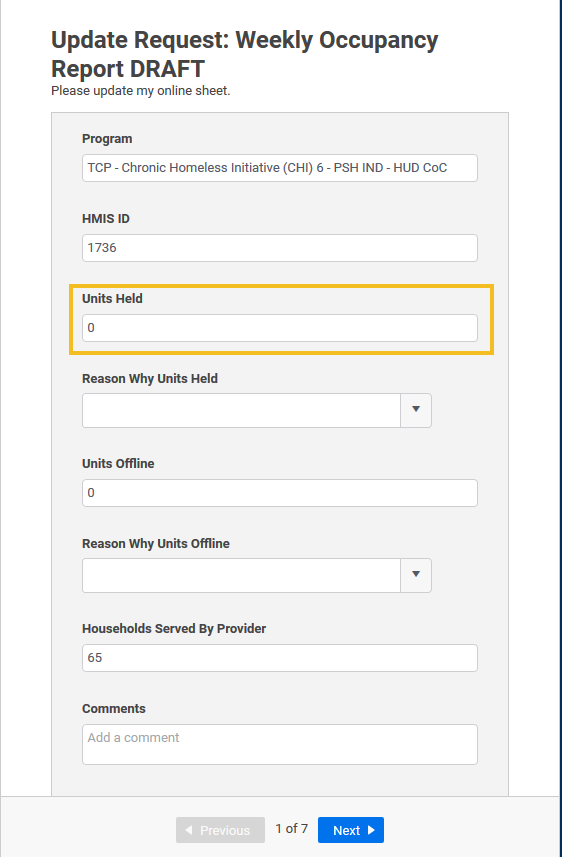 Update Request: Weekly Occupancy
Report DRAFT
Please update my online sheet.
Program
TCP - Chronic Homeless Initiative (CHI) 6 - PSH IND - HUD CoC
HMIS ID
1736
Units Held
0
Reason Why Units Held
Units Offline
0
Reason Why Units Offline
Households Served By Provider
65
Comments
Add a comment
Previous 1 of 7 Next